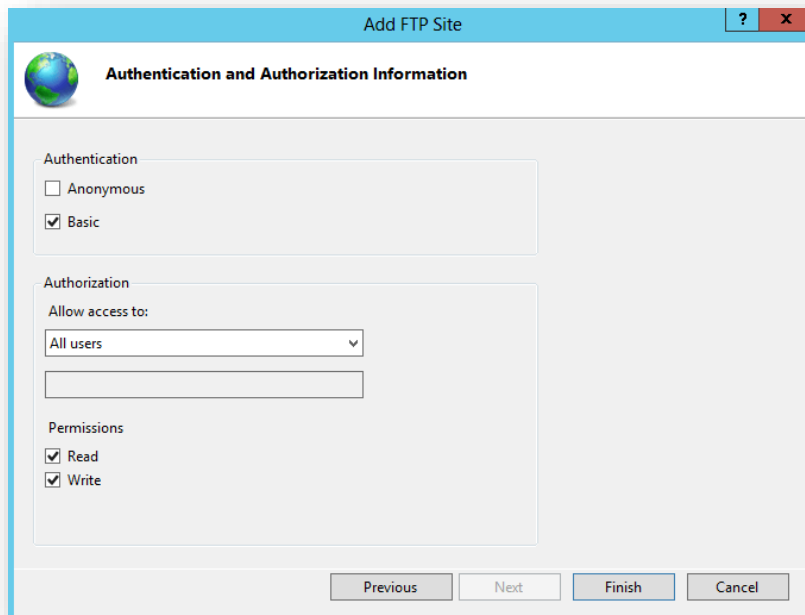 Add FTP Site
?
x
Authentication and Authorization Information
Authentication
Anonymous
Basic
Authorization
Allow access to:
All users
Permissions
Read
Write
Previous
Next
Finish
Cancel